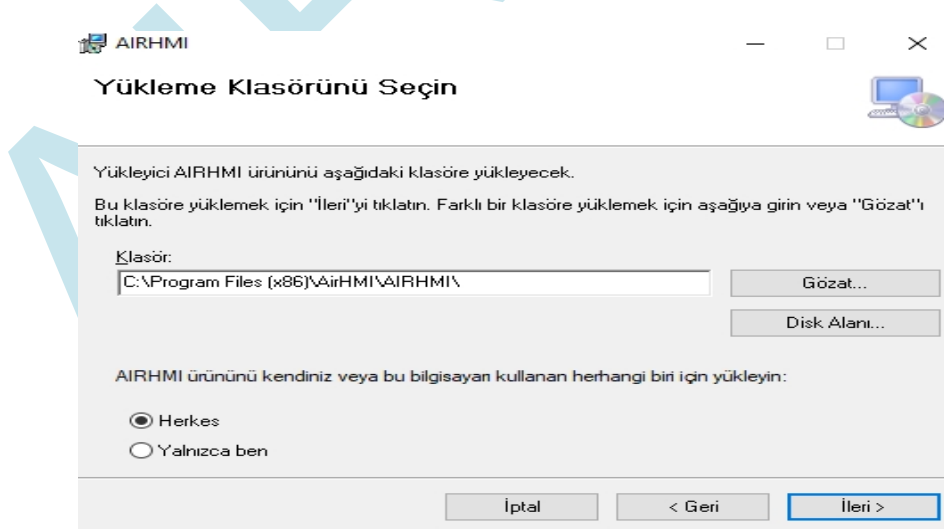 AIRHMI
Yükleme Klasörünü Seçin
Yükleyici AIRHMI ürününü aşağıdaki klasöre yükleyecek.
Bu klasöre yüklemek için "İleri"yi tıklatın. Farklı bir klasöre yüklemek için aşağıya girin veya "Gözat"ı
tıklatın.
Klasör:
C:\Program Files (x86)\AirHMI\AIRHMI\
Gözat...
Disk Alanı...
AIRHMI ürününü kendiniz veya bu bilgisayarı kullanan herhangi biri için yükleyin:
Herkes
Yalnızca ben
İptal
< Geri
İleri >